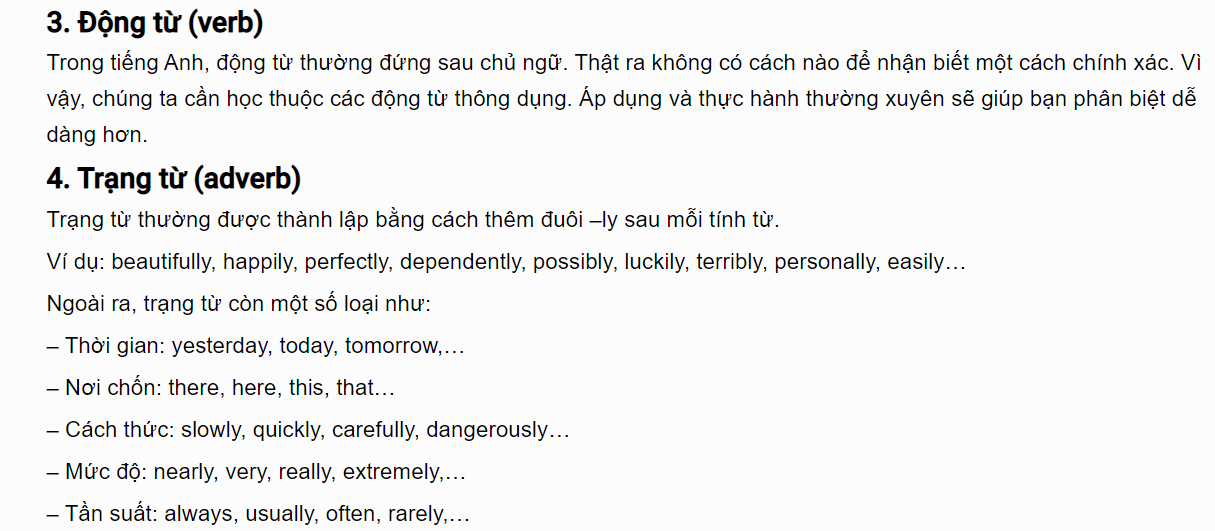 3. Động từ (verb)
Trong tiếng Anh, động từ thường đứng sau chủ ngữ. Thật ra không có cách nào để nhận biết một cách chính xác. Vì
vậy, chúng ta cần học thuộc các động từ thông dụng. Áp dụng và thực hành thường xuyên sẽ giúp bạn phân biệt dễ
dàng hơn.
4. Trạng từ (adverb)
Trạng từ thường được thành lập bằng cách thêm đuôi –ly sau mỗi tính từ.
Ví dụ: beautifully, happily, perfectly, dependently, possibly, luckily, terribly, personally, easily…
Ngoài ra, trạng từ còn một số loại như:
– Thời gian: yesterday, today, tomorrow,…
– Nơi chốn: there, here, this, that…
– Cách thức: slowly, quickly, carefully, dangerously…
– Mức độ: nearly, very, really, extremely,…
– Tần suất: always, usually, often, rarely,…